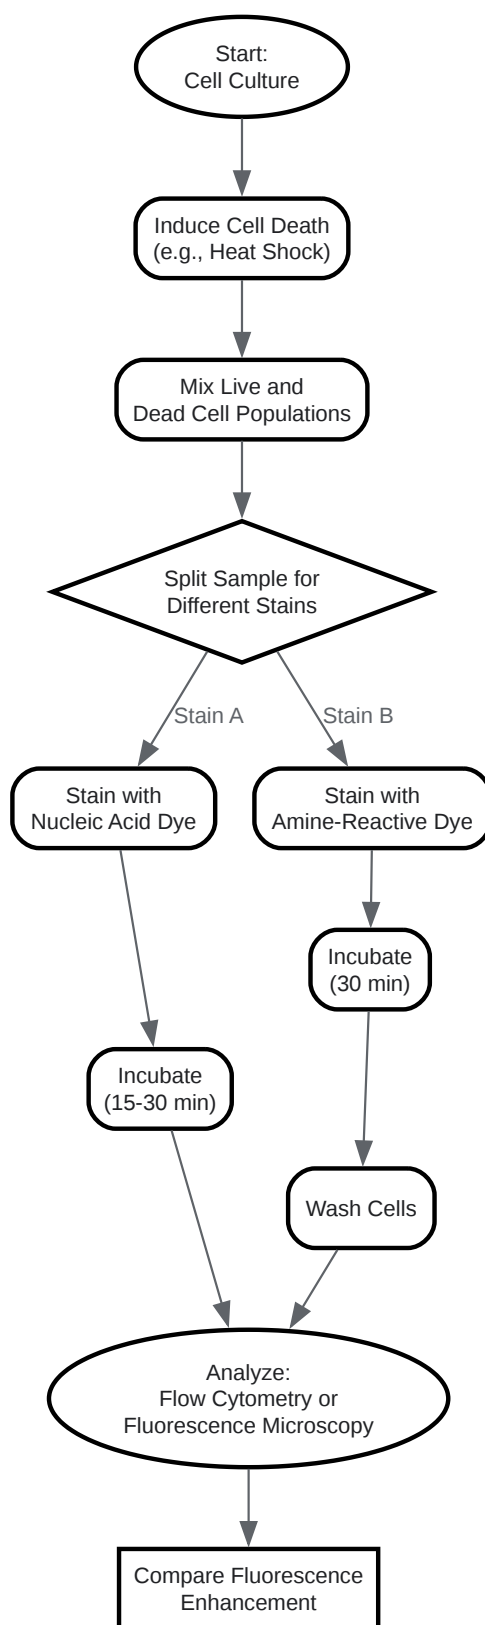 Start:
Cell Culture
Induce Cell Death
(e.g., Heat Shock)
Mix Live and
Dead Cell Populations
Split Sample for
Different Stains
Stain A
Stain B
Stain with
Nucleic Acid Dye
Stain with
Amine-Reactive Dye
Incubate
(30 min)
Incubate
(15-30 min)
Wash Cells
Analyze:
Flow Cytometry or
Fluorescence Microscopy
Compare Fluorescence
Enhancement